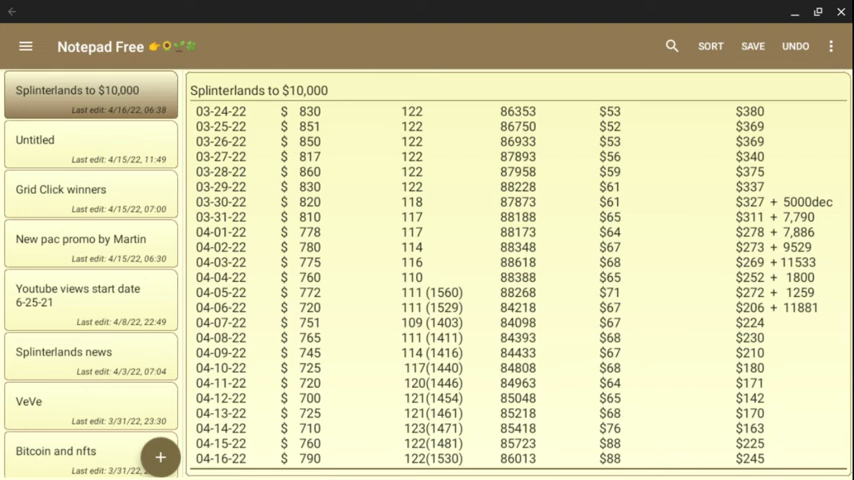 Notepad Free 👉🌻🌱🍀
SORT SAVE UNDO
Splinterlands to $10,000
Last edit: 4/16/22, 06:38
Untitled
Last edit: 4/15/22, 11:49
Grid Click winners
Last edit: 4/15/22, 07:00
New pac promo by Martin
Last edit: 4/15/22, 06:30
Youtube views start date
6-25-21
Last edit: 4/8/22, 22:49
Splinterlands news
Last edit: 4/3/22, 07:04
VeVe
Last edit: 3/31/22, 23:30
Bitcoin and nfts
Last edit: 3/31/22,
Splinterlands to $10,000
03-24-22 $ 830 122 86353 $53 $380
03-25-22 $ 851 122 86750 $52 $369
03-26-22 $ 850 122 86933 $53 $369
03-27-22 $ 817 122 87893 $56 $340
03-28-22 $ 860 122 87958 $59 $375
03-29-22 $ 830 122 88228 $61 $337
03-30-22 $ 820 118 87873 $61 $327 + 5000dec
03-31-22 $ 810 117 88188 $65 $311 + 7,790
04-01-22 $ 778 117 88173 $64 $278 + 7,886
04-02-22 $ 780 114 88348 $67 $273 + 9529
04-03-22 $ 775 116 88618 $68 $269 +11533
04-04-22 $ 760 110 88388 $65 $252 + 1800
04-05-22 $ 772 111 (1560) 88268 $71 $272 + 1259
04-06-22 $ 720 111 (1529) 84218 $67 $206 + 11881
04-07-22 $ 751 109 (1403) 84098 $67 $224
04-08-22 $ 765 111 (1411) 84393 $68 $230
04-09-22 $ 745 114 (1416) 84433 $67 $210
04-10-22 $ 725 117(1440) 84808 $68 $180
04-11-22 $ 720 120(1446) 84963 $64 $171
04-12-22 $ 700 121(1454) 85048 $65 $142
04-13-22 $ 725 121(1461) 85218 $68 $170
04-14-22 $ 710 123(1471) 85418 $76 $163
04-15-22 $ 760 122(1481) 85723 $88 $225
04-16-22 $ 790 122(1530) 86013 $88 $245